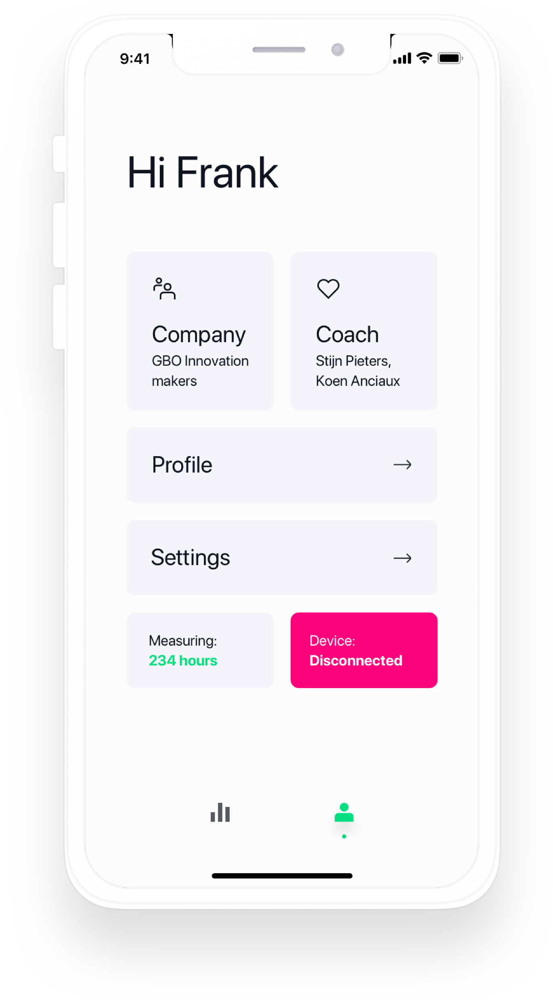 9:41
Hi Frank
Company
GBO Innovation
makers
Coach
Stijn Pieters,
Koen Anciaux
Profile
Settings
Measuring:
234 hours
Device:
Disconnected